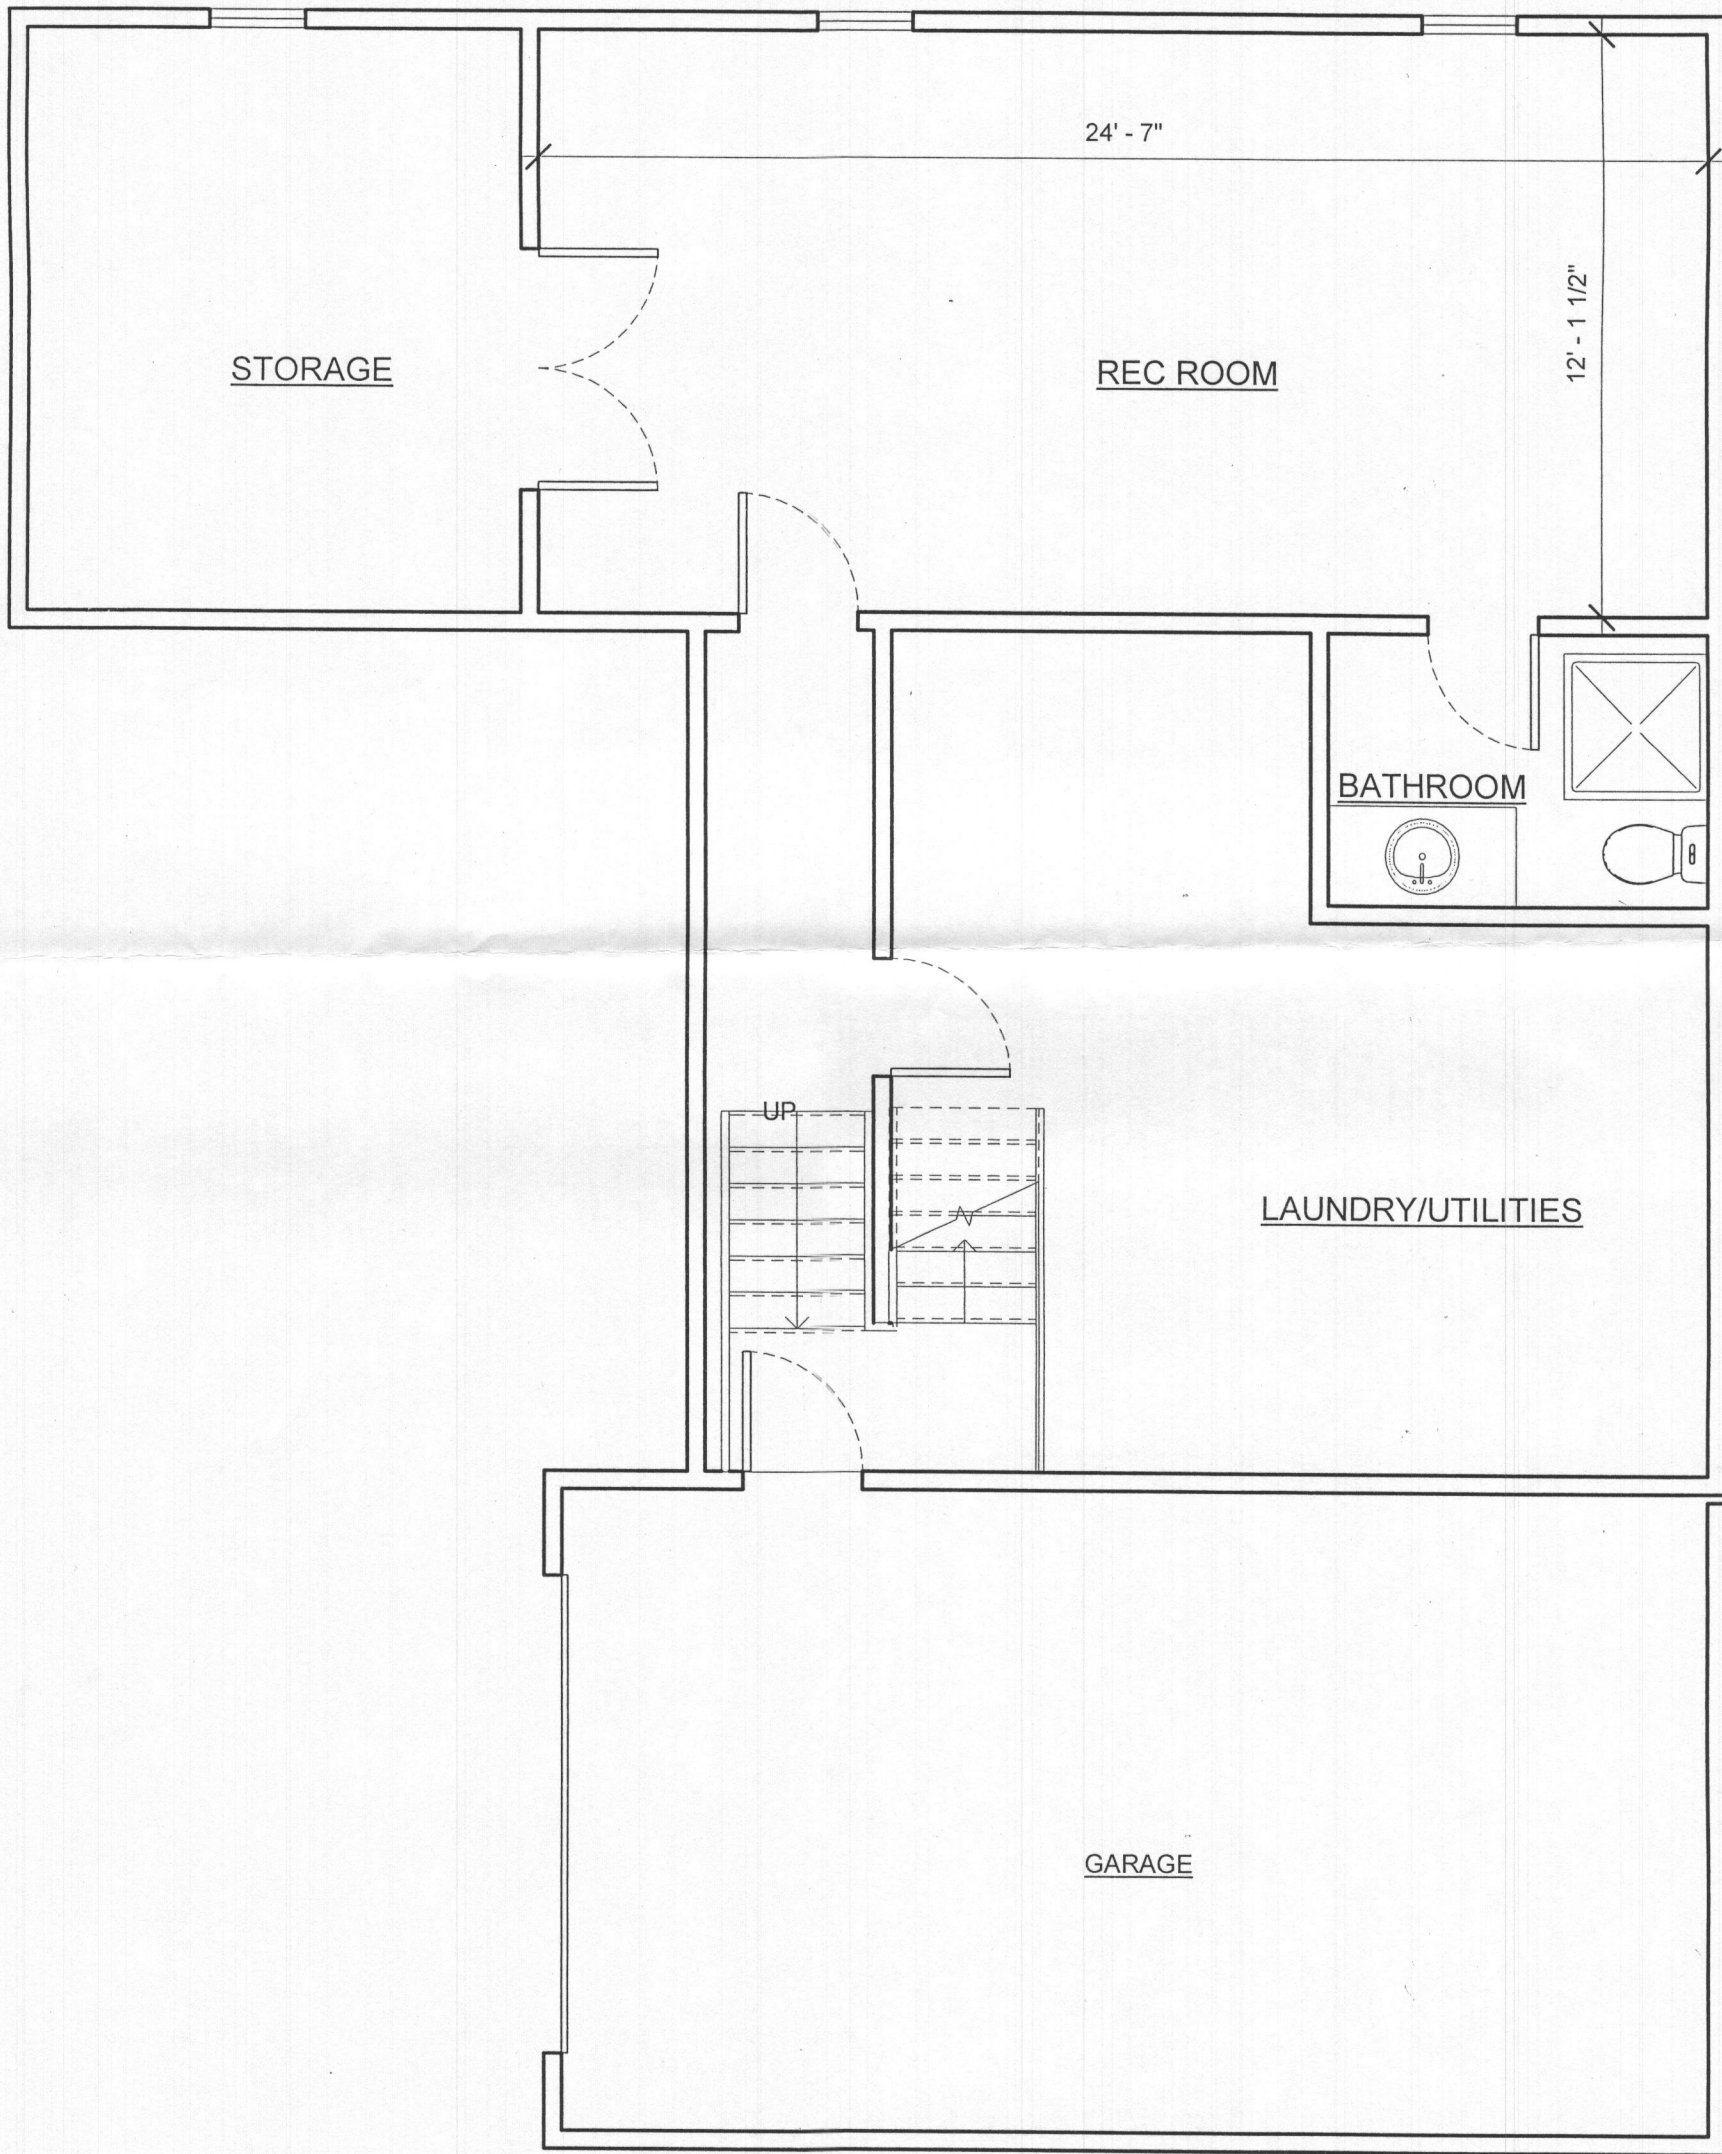 24' - 7"
12' - 1 1/2"
STORAGE
REC ROOM
BATHROOM
UP
LAUNDRY/UTILITIES
GARAGE